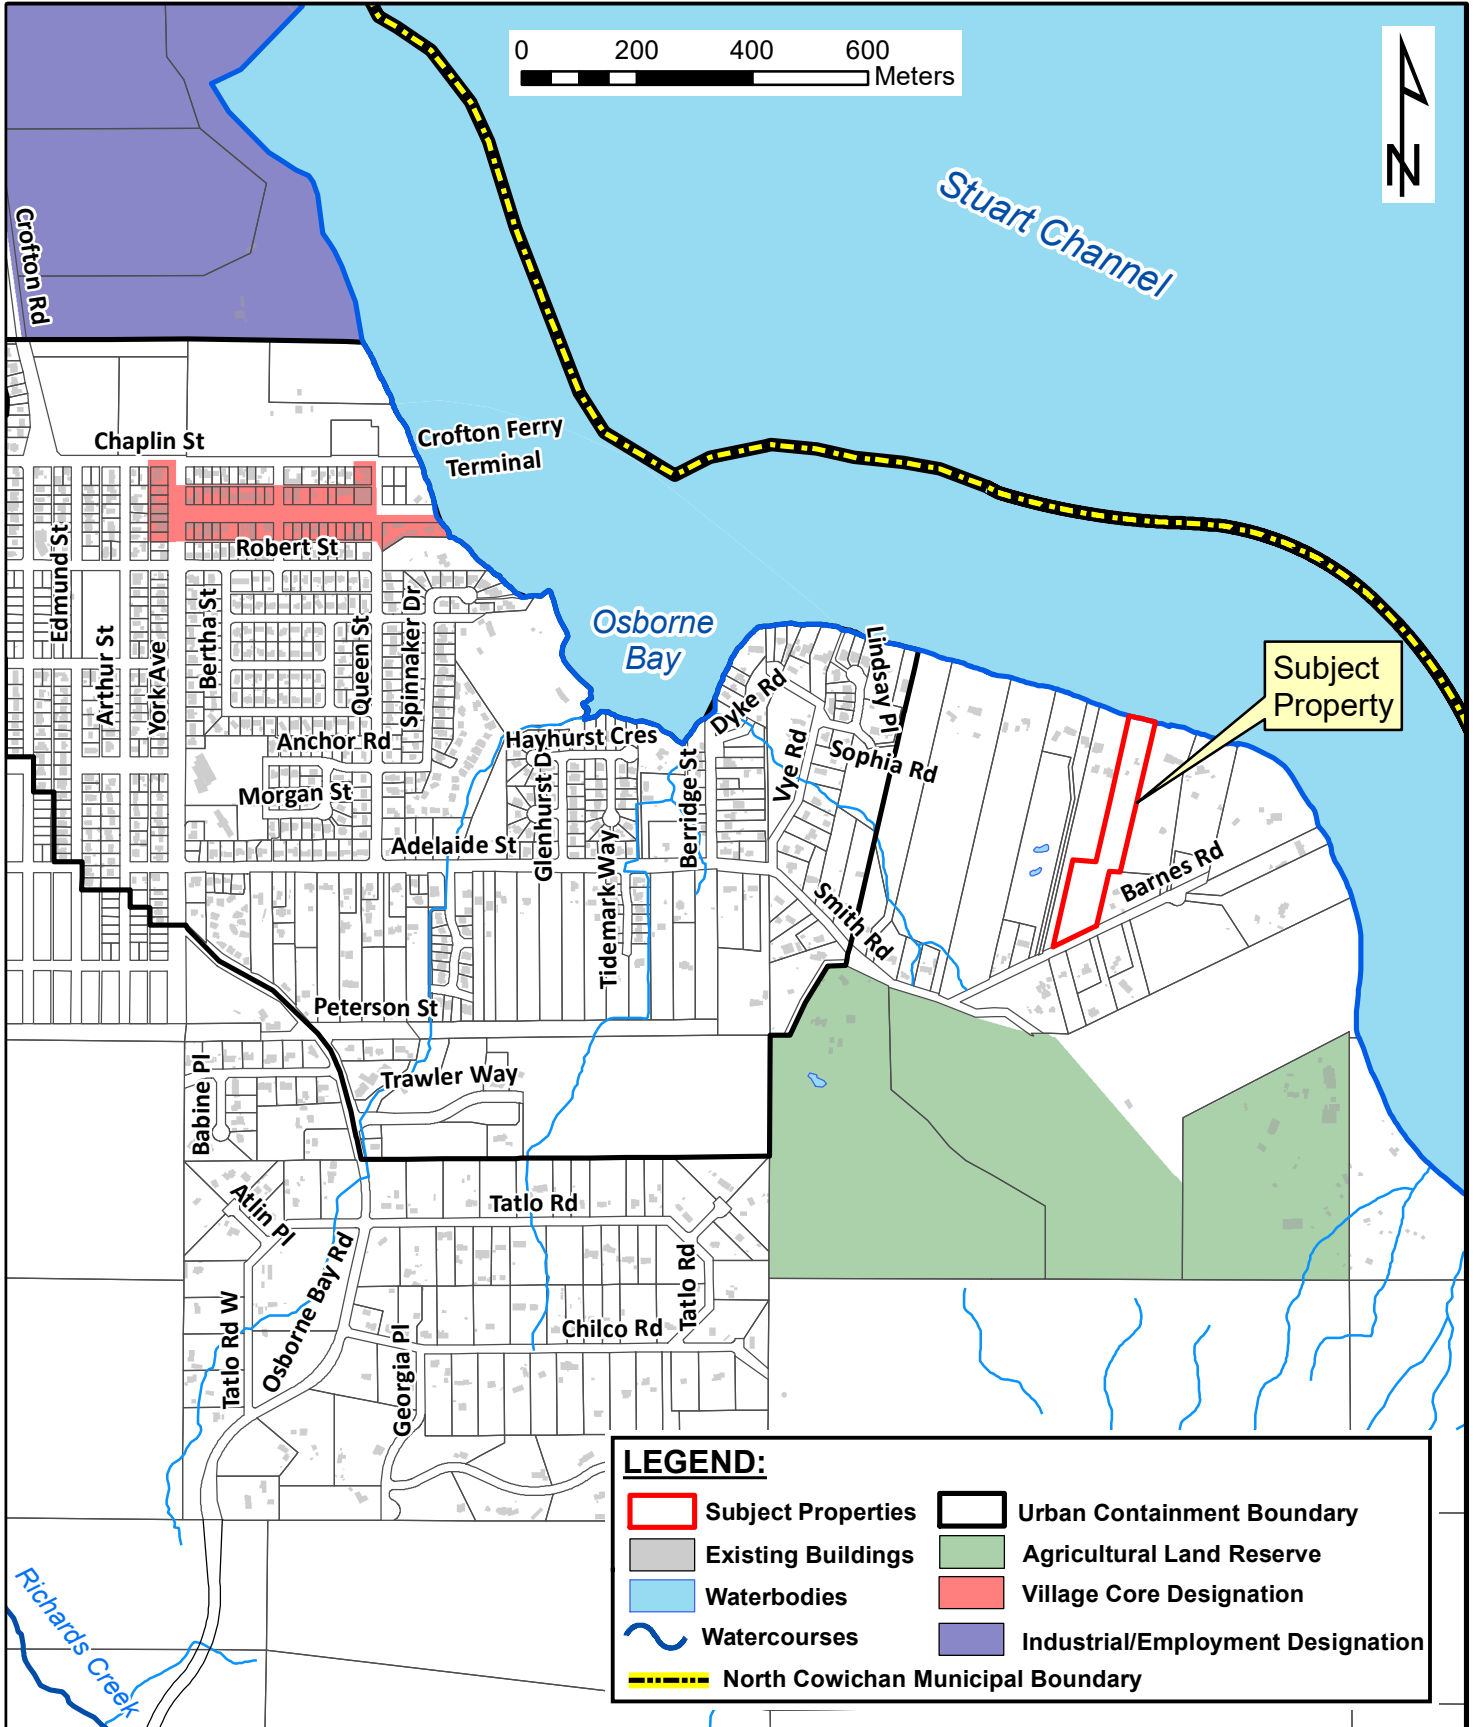 0 200 400 600
Meters
N
Stuart Channel
Crofton Rd
Chaplin St
Crofton Ferry
Terminal
Robert St
Edmund St
Arthur St
York Ave
Bertha St
Queen St
Spinnaker Dr
Osborne
Bay
Lindsay Pl
Subject
Property
Dyke Rd
Anchor Rd
Hayhurst Cres
Vye Rd
Sophia Rd
Morgan St
Glenhurst D
Berridge St
Adelaide St
Tidemark Way
Barnes Rd
Smith Rd
Peterson St
Babine Pl
Trawler Way
Atlin Pl
Tatlo Rd
Osborne Bay Rd
Tatlo Rd
Tatlo Rd W
Chilco Rd
Georgia Pl
Richards Creek
LEGEND:
Subject Properties
Urban Containment Boundary
Existing Buildings
Agricultural Land Reserve
Waterbodies
Village Core Designation
Watercourses
Industrial/Employment Designation
North Cowichan Municipal Boundary